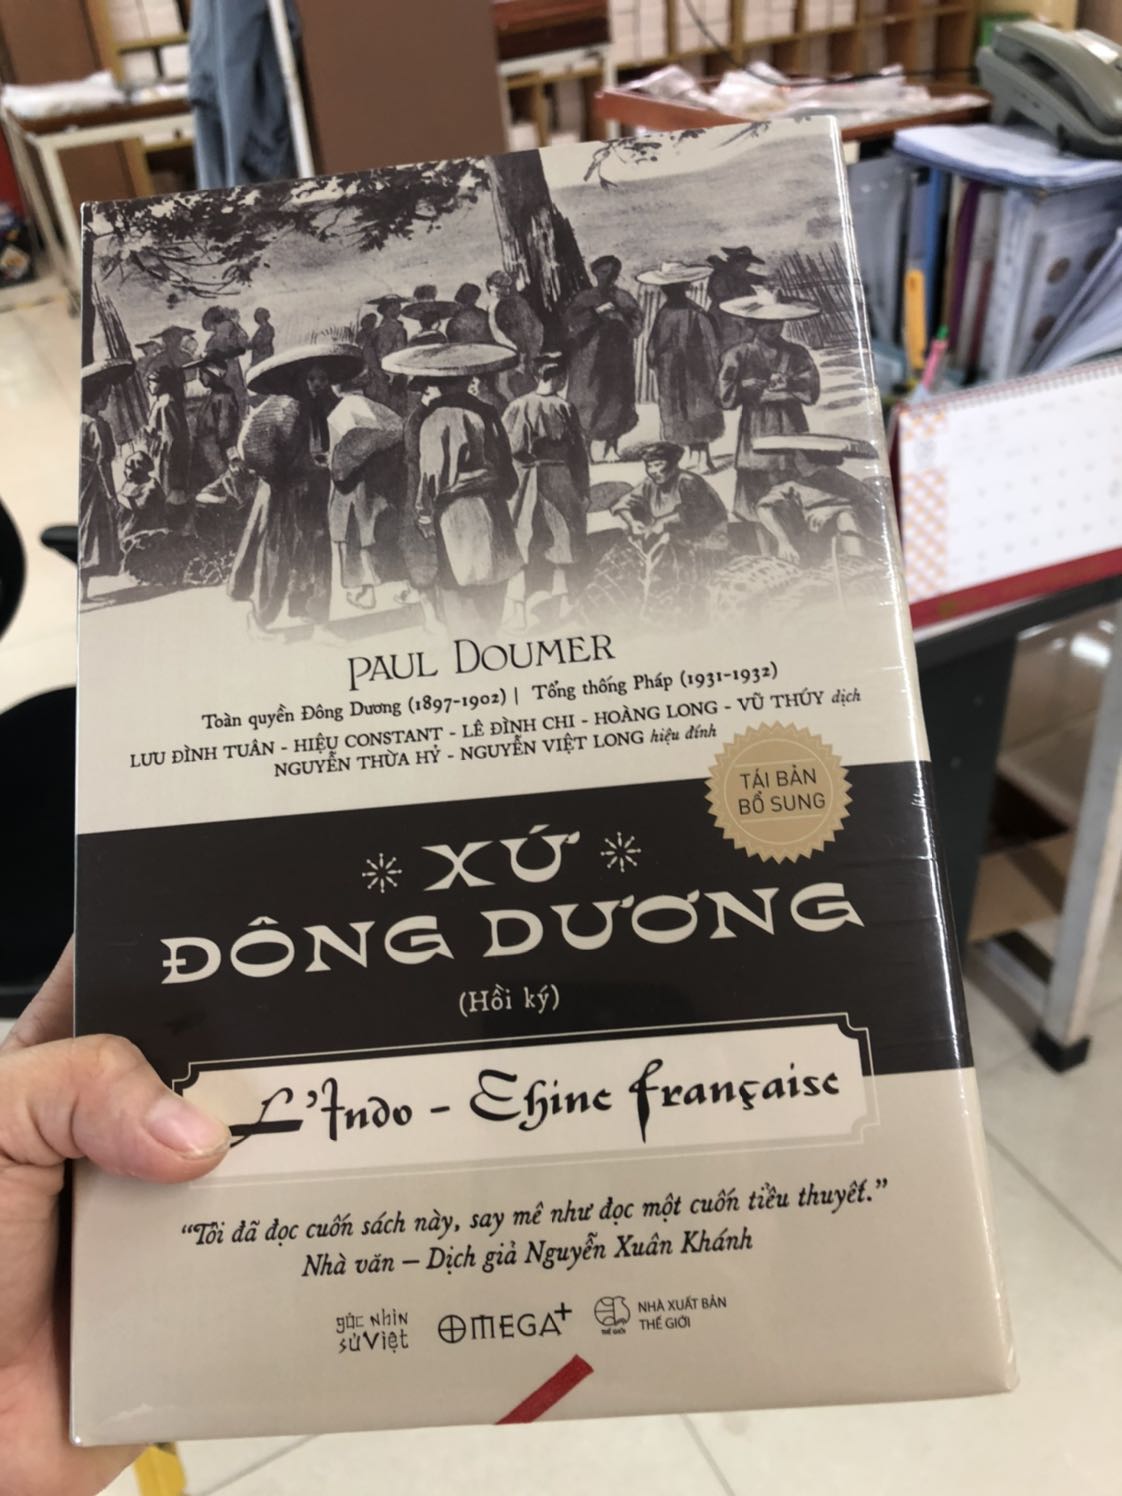 PAUL DOUMER
Toàn quyền Đông Dương (1897-1902) | Tổng thống Pháp (1931-1932)
LƯU ĐÌNH TUÂN - HIỆU CONSTANT - LÊ ĐÌNH CHI - HOÀNG LONG - VŨ THÚY dịch
NGUYỄN THỪA HỶ - NGUYỄN VIỆT LONG hiệu đính
TÁI BẢN
BỔ SUNG
XỨ
ĐÔNG DƯƠNG
(Hồi ký)
L'Indo - Chine française
“Tôi đã đọc cuốn sách này, say mê như đọc một cuốn tiểu thuyết.”
Nhà văn – Dịch giả Nguyễn Xuân Khánh
góc nhìn
sử việt
OMEGA+
THẾ GIỚI
NHÀ XUẤT BẢN
THẾ GIỚI